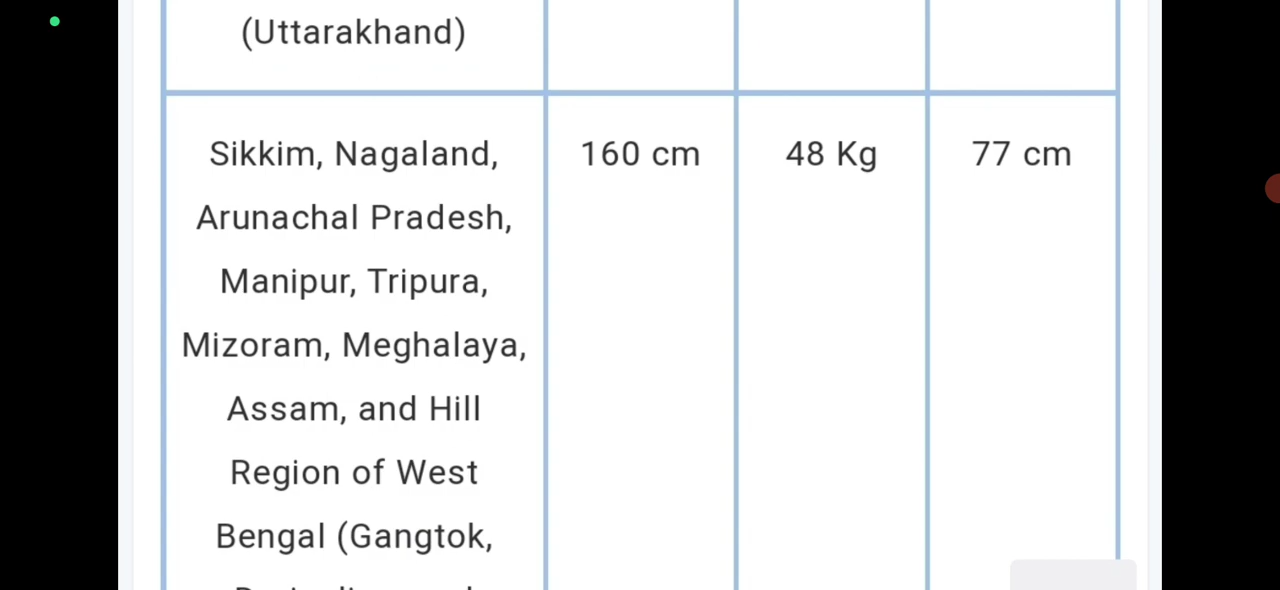 (Uttarakhand)
Sikkim, Nagaland, 160 cm 48 Kg 77 cm
Arunachal Pradesh,
Manipur, Tripura,
Mizoram, Meghalaya,
Assam, and Hill
Region of West
Bengal (Gangtok,